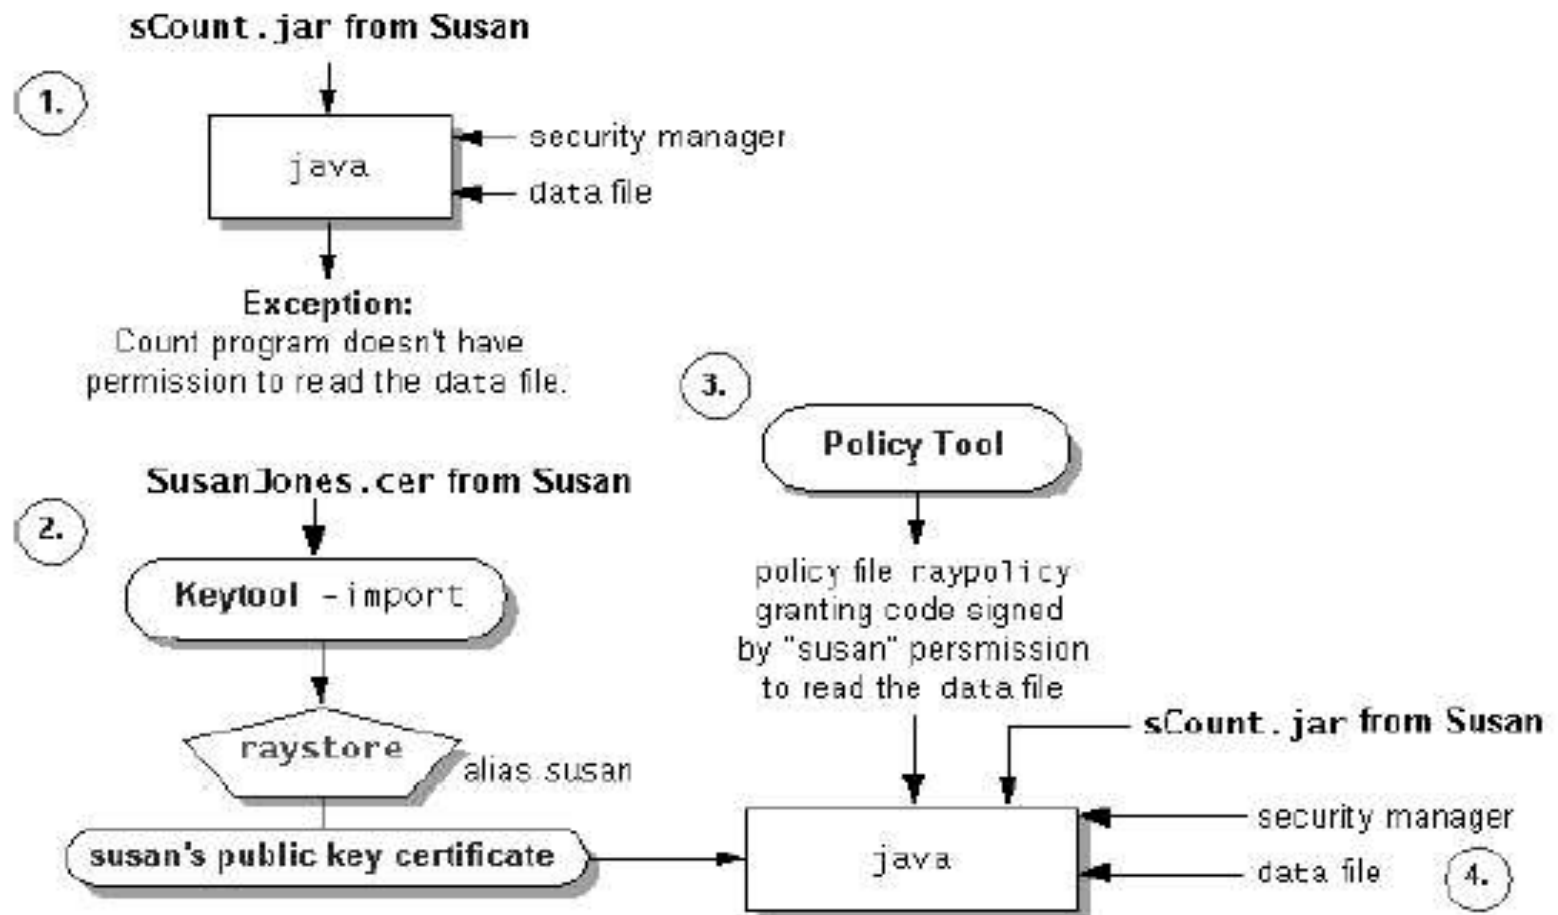 sCount.jar from Susan
1.
java
security manager
data file
Exception:
Count program doesn't have
permission to read the data file.
SusanJones.cer from Susan
2.
Keytool -import
raystore
alias susan
susan's public key certificate
3.
Policy Tool
policy file raypolicy
granting code signed
by "susan" persmission
to read the data file
sCount.jar from Susan
java
security manager
data file
4.